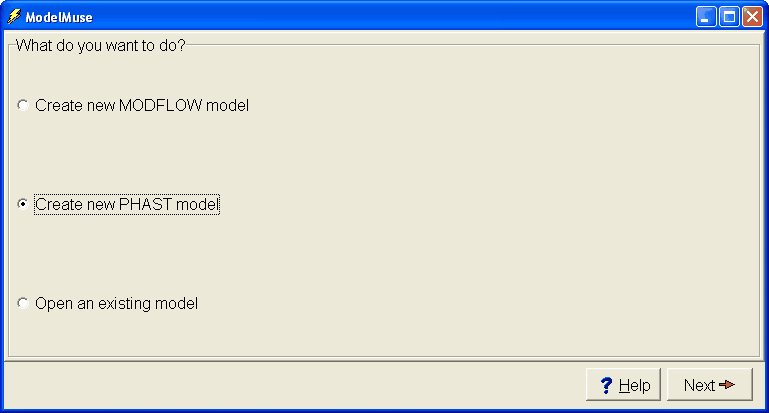 ModelMuse
What do you want to do?
Create new MODFLOW model
Create new PHAST model
Open an existing model
? Help
Next